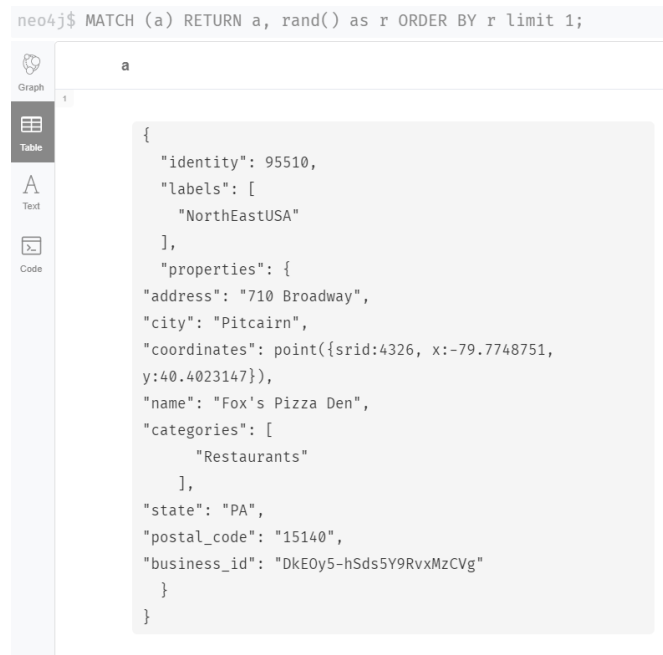 neo4j$ MATCH (a) RETURN a, rand() as r ORDER BY r limit 1;
Graph
Table
Text
Code
a
1
{
"identity": 95510,
"labels": [
"NorthEastUSA"
],
"properties": {
"address": "710 Broadway",
"city": "Pitcairn",
"coordinates": point({srid:4326, x:-79.7748751,
y:40.4023147}),
"name": "Fox's Pizza Den",
"categories": [
"Restaurants"
],
"state": "PA",
"postal_code": "15140",
"business_id": "DkEOy5-hSds5Y9RvxMzCVg"
}
}